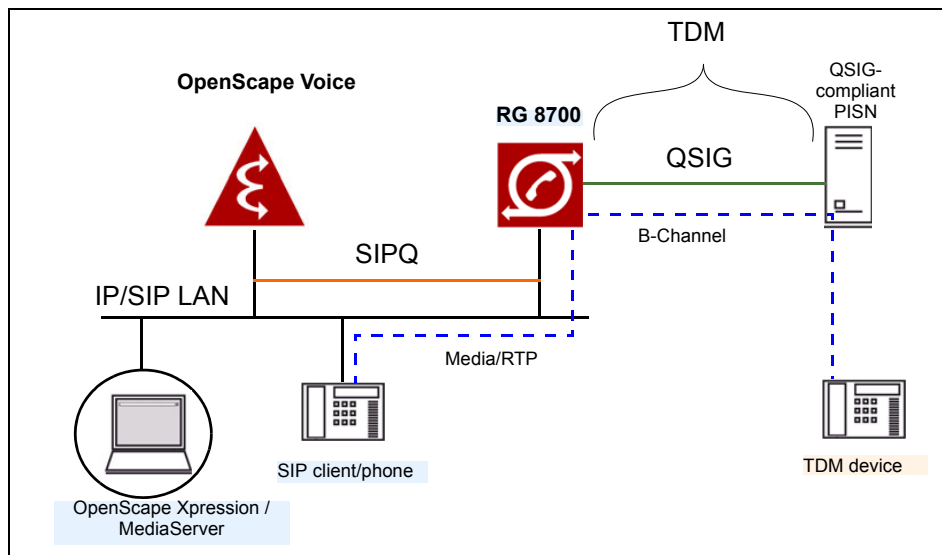 TDM
OpenScape Voice
QSIG-
compliant
PISN
RG 8700
QSIG
B-Channel
SIPQ
IP/SIP LAN
Media/RTP
SIP client/phone
TDM device
OpenScape Xpression /
MediaServer